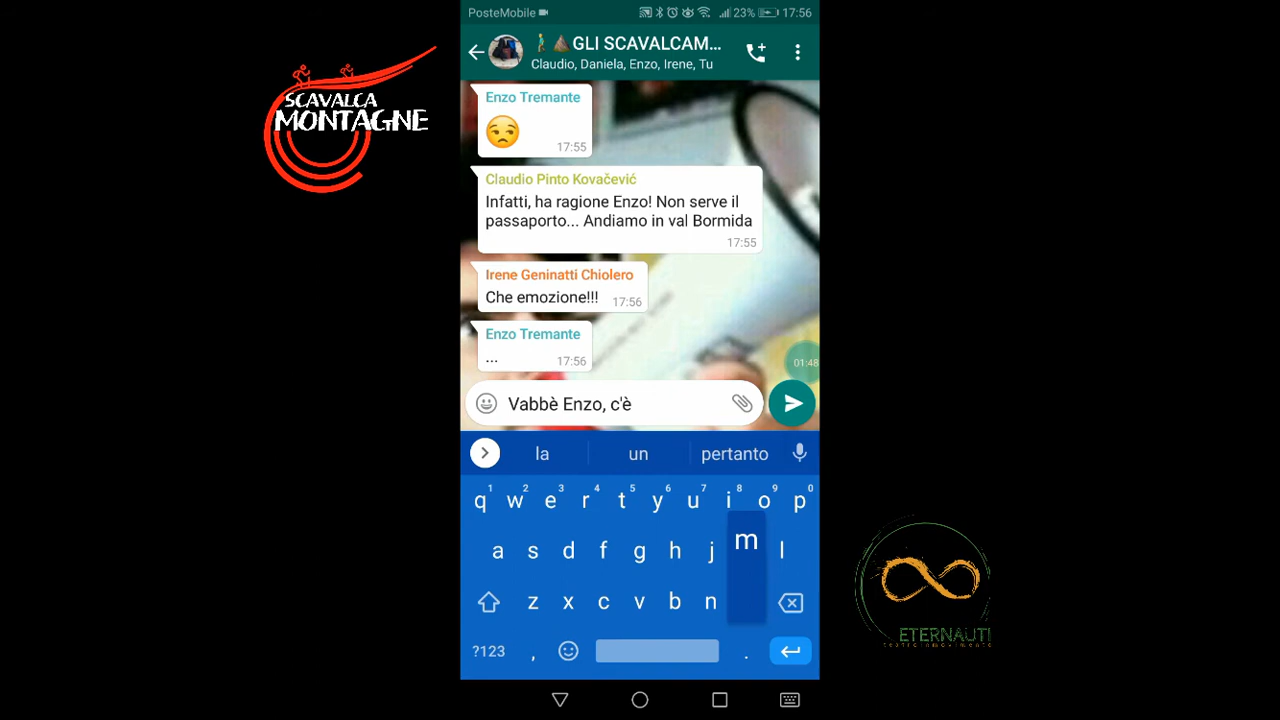 PosteMobile 23% 17:56
GLI SCAVALCAM...
Claudio, Daniela, Enzo, Irene, Tu
SCAVALCA
MONTAGNE
Enzo Tremante
17:55
Claudio Pinto Kovačević
Infatti, ha ragione Enzo! Non serve il
passaporto... Andiamo in val Bormida
17:55
Irene Geninatti Chiolero
Che emozione!!! 17:56
Enzo Tremante
... 17:56
01:48
Vabbè Enzo, c'è
la un pertanto
1 2 3 4 5 6 7 8 9 0
q w e r t y u i o p
a s d f g h j m l
z x c v b n
?123 , .
ETERNAUTI